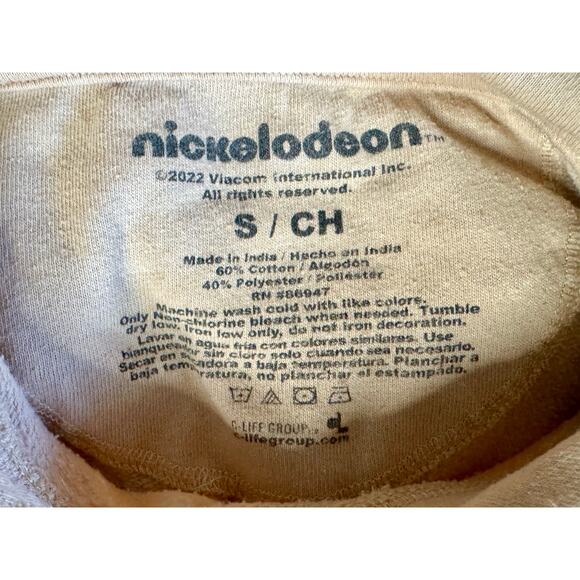 nickelodeon™
©2022 Viacom International Inc.
All rights reserved.
S / CH
Made in India / Hecho en India
60% Cotton / Algodón
40% Polyester / Poliéster
RN #86947
Machine wash cold with like colors.
Only Non-chlorine bleach when needed. Tumble
dry low. Iron low only, do not iron decoration.
Lavar en agua fria con colores similares. Use
blanqueador sin cloro solo cuando sea necesario.
Secar en secadora a baja temperatura. Planchar a
baja temperatura, no planchar el estampado.
C-LIFE GROUP
c-lifegroup.com